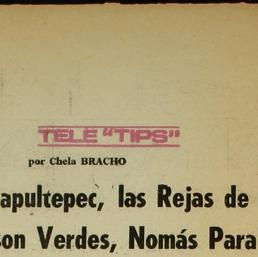 TELE "TIPS"
por Chela BRACHO
apultepec, las Rejas de
son Verdes, Nomás Para